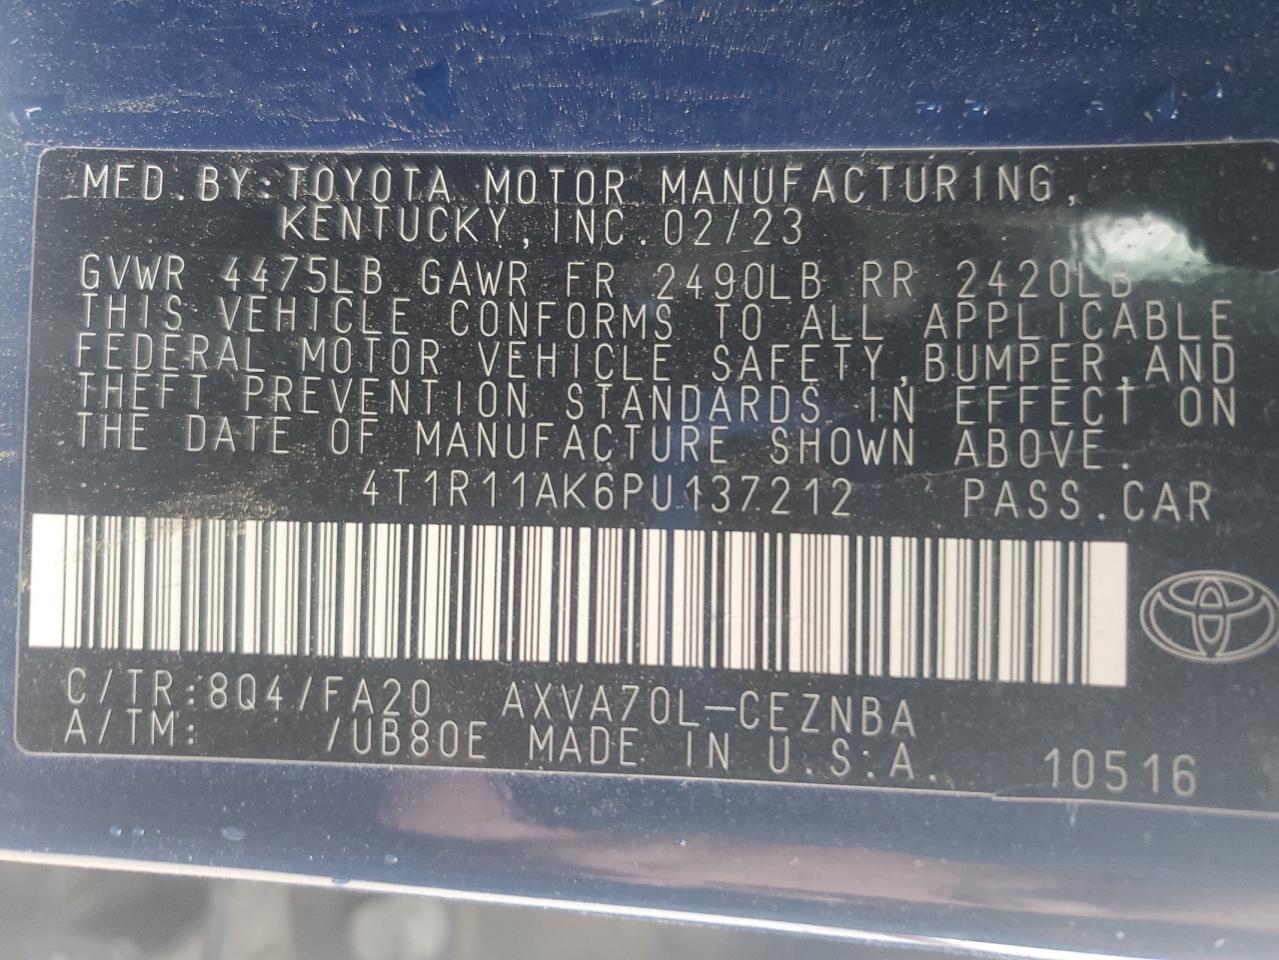 MFD.BY:TOYOTA MOTOR MANUFACTURING,
KENTUCKY,INC.02/23
GVWR 4475LB GAWR FR 2490LB RR 2420LB
THIS VEHICLE CONFORMS TO ALL APPLICABLE
FEDERAL MOTOR VEHICLE SAFETY,BUMPER,AND
THEFT PREVENTION STANDARDS IN EFFECT ON
THE DATE OF MANUFACTURE SHOWN ABOVE.
4T1R11AK6PU137212 PASS.CAR
C/TR:8Q4/FA20 AXVA70L-CEZNBA
A/TM: /UB80E MADE IN U.S.A. 10516